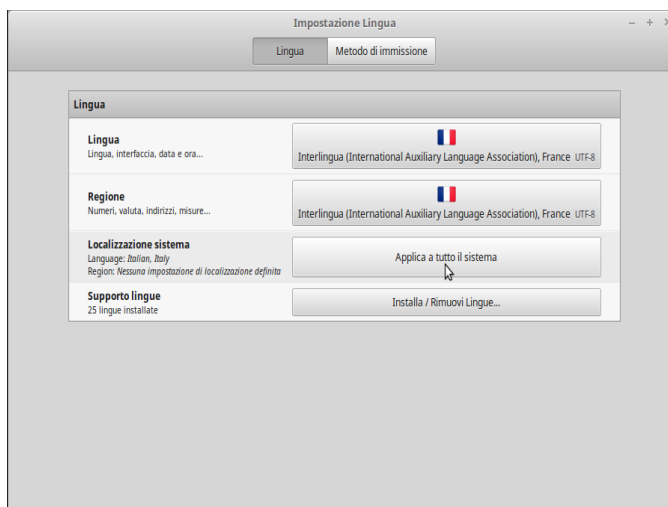 Impostazione Lingua
Lingua
Metodo di immissione
Lingua
Lingua
Lingua, interfaccia, data e ora...
Interlingua (International Auxiliary Language Association), France UTF-8
Regione
Numeri, valuta, indirizzi, misure...
Interlingua (International Auxiliary Language Association), France UTF-8
Localizzazione sistema
Language: Italian, Italy
Region: Nessuna impostazione di localizzazione definita
Applica a tutto il sistema
Supporto lingue
25 lingue installate
Installa / Rimuovi Lingue...